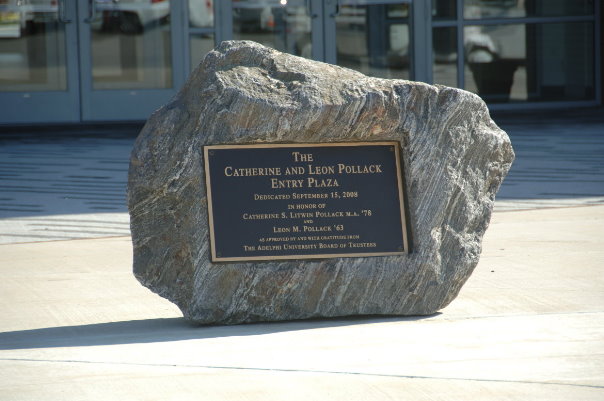 The
Catherine and Leon Pollack
Entry Plaza
Dedicated September 15, 2008
in honor of
Catherine S. Litwin Pollack M.A. '78
and
Leon M. Pollack '63
as approved by and with gratitude from
The Adelphi University Board of Trustees